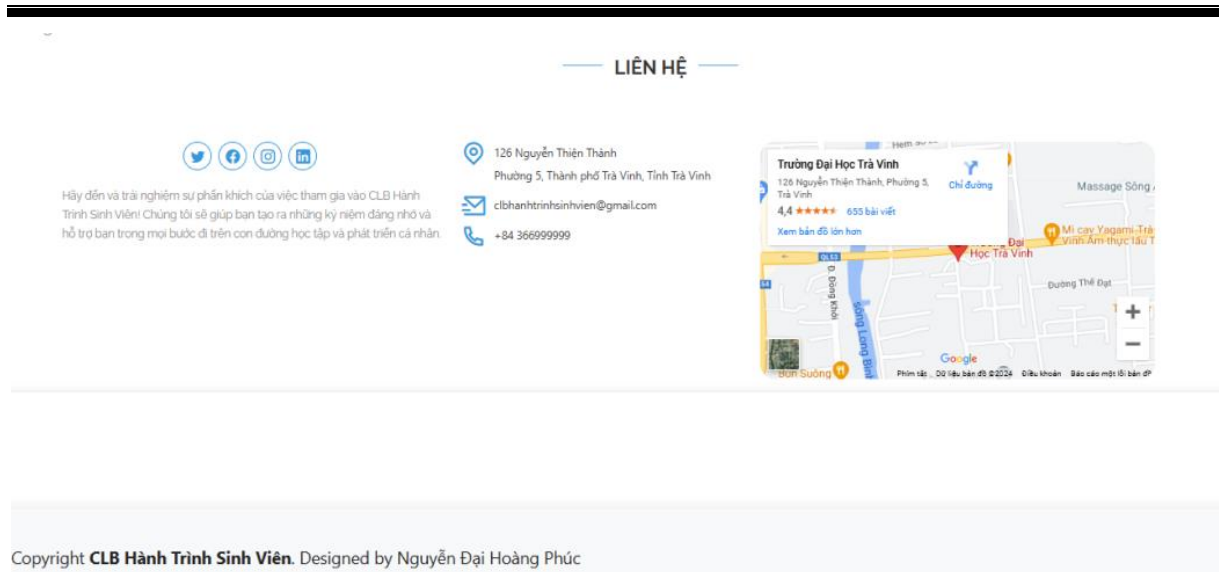 LIÊN HỆ
Hãy đến và trải nghiệm sự phấn khích của việc tham gia vào CLB Hành
Trình Sinh Viên! Chúng tôi sẽ giúp bạn tạo ra những kỷ niệm đáng nhớ và
hỗ trợ bạn trong mọi bước đi trên con đường học tập và phát triển cá nhân.
126 Nguyễn Thiện Thành
Phường 5, Thành phố Trà Vinh, Tỉnh Trà Vinh
clbhanhtrinhsinhvien@gmail.com
+84 366999999
Trường Đại Học Trà Vinh
126 Nguyễn Thiện Thành, Phường 5,
Trà Vinh
Chỉ đường
4,4 ★★★★★ 655 bài viết
Xem bản đồ lớn hơn
Massage Sông
Mì cay Yagami Trà
Vinh Ẩm thực lẩu T
Đại
Học Trà Vinh
QL53
Đ. Đồng Khởi
sông Long Bình
Đường Thể Đạt
+
−
Bún Suông
Google
Phím tắt
Dữ liệu bản đồ ©2024
Điều khoản
Báo cáo một lỗi bản đồ
Copyright CLB Hành Trình Sinh Viên. Designed by Nguyễn Đại Hoàng Phúc